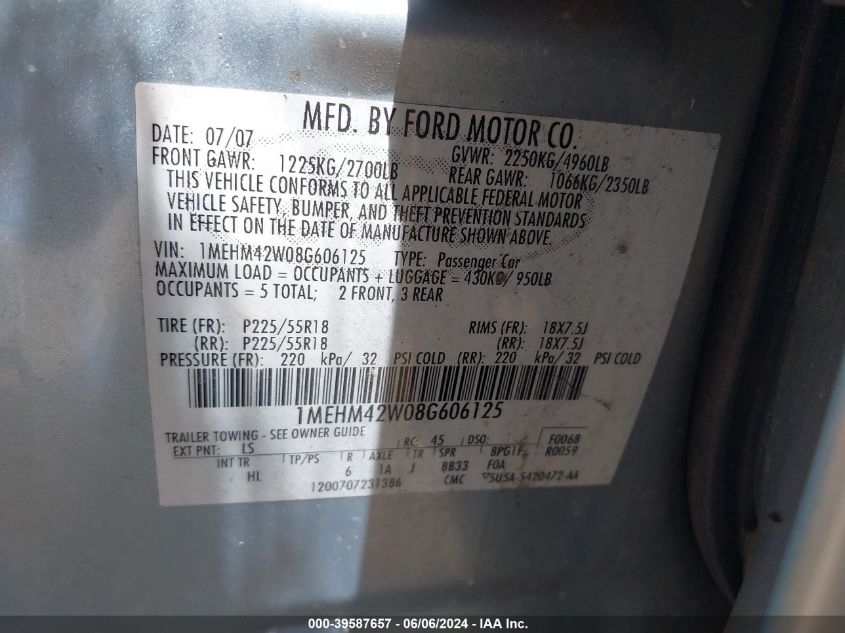 MFD. BY FORD MOTOR CO.
DATE: 07/07 GVWR: 2250KG/4960LB
FRONT GAWR: 1225KG/2700LB REAR GAWR: 1066KG/2350LB
THIS VEHICLE CONFORMS TO ALL APPLICABLE FEDERAL MOTOR
VEHICLE SAFETY, BUMPER, AND THEFT PREVENTION STANDARDS
IN EFFECT ON THE DATE OF MANUFACTURE SHOWN ABOVE.
VIN: 1MEHM42W08G606125 TYPE: Passenger Car
MAXIMUM LOAD = OCCUPANTS + LUGGAGE = 430KG/ 950LB
OCCUPANTS = 5 TOTAL; 2 FRONT, 3 REAR
TIRE (FR): P225/55R18 RIMS (FR): 18X7.5J
(RR): P225/55R18 (RR): 18X7.5J
PRESSURE (FR): 220 kPa/ 32 PSI COLD (RR): 220 kPa/ 32 PSI COLD
1MEHM42W08G606125
TRAILER TOWING - SEE OWNER GUIDE
EXT PNT: LS RC: 45 DSO: F0068
INT TR TP/PS R AXLE TR SPR BPG1F R0059
HL 6 1A J BB33 FOA
1200707231386 CMC 5U5A-5420472-AA
000-39587657 - 06/06/2024 - IAA Inc.